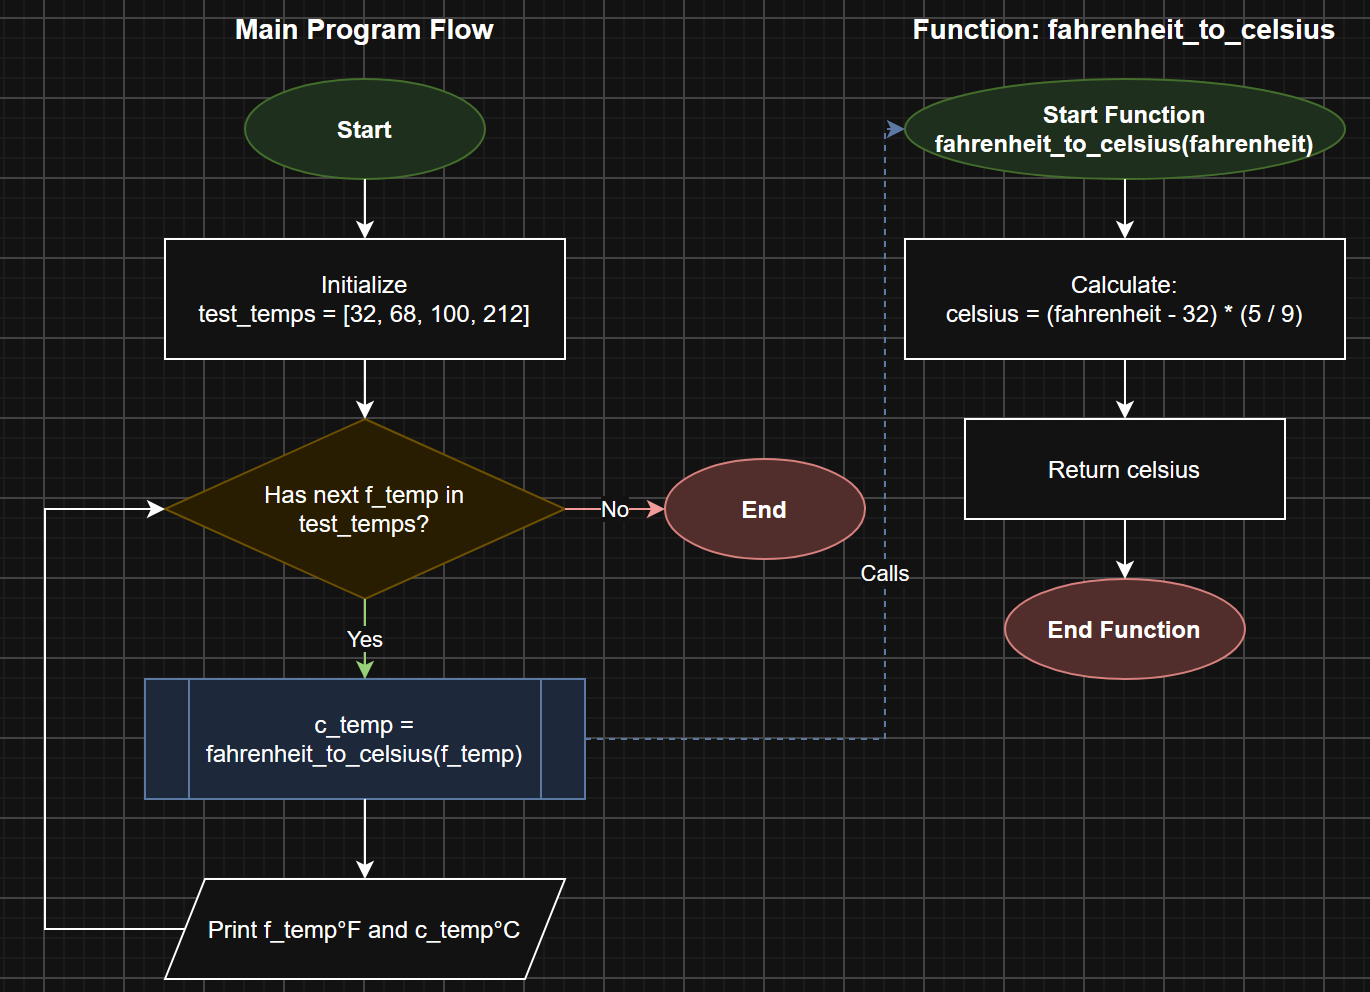 Main Program Flow
Start
Initialize
test_temps = [32, 68, 100, 212]
Has next f_temp in
test_temps?
No
End
Yes
c_temp =
fahrenheit_to_celsius(f_temp)
Print f_temp°F and c_temp°C
Calls
Function: fahrenheit_to_celsius
Start Function
fahrenheit_to_celsius(fahrenheit)
Calculate:
celsius = (fahrenheit - 32) * (5 / 9)
Return celsius
End Function